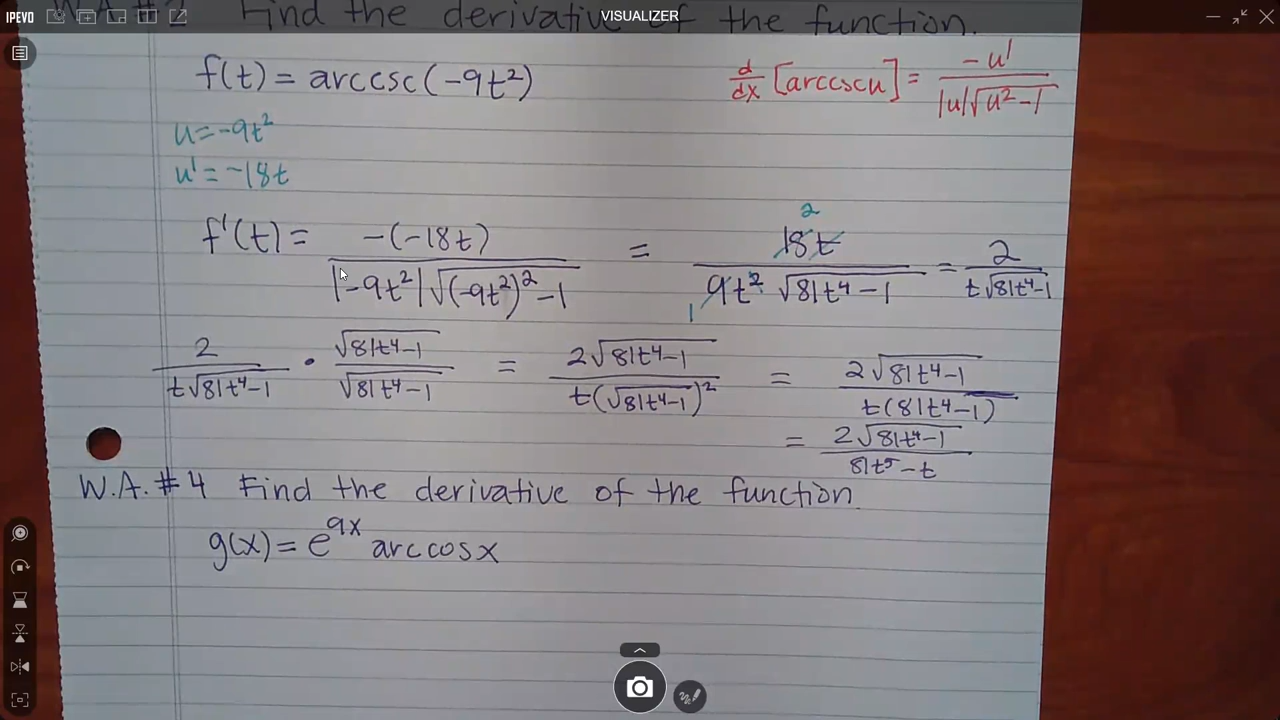 IPEVO VISUALIZER
W.A. #2 Find the derivative of the function.
f(t) = arccsc(-9t²)
d/dx [arccscu] = -u' / |u|√u²-1
u = -9t²
u' = -18t
f'(t) = -(-18t) / |-9t²|√(-9t²)²-1 = 2 18t / 1 9t² √81t⁴-1 = 2 / t√81t⁴-1
2 / t√81t⁴-1 · √81t⁴-1 / √81t⁴-1 = 2√81t⁴-1 / t(√81t⁴-1)² = 2√81t⁴-1 / t(81t⁴-1)
= 2√81t⁴-1 / 81t⁵-t
W.A. #4 Find the derivative of the function.
g(x) = e^9x arccosx